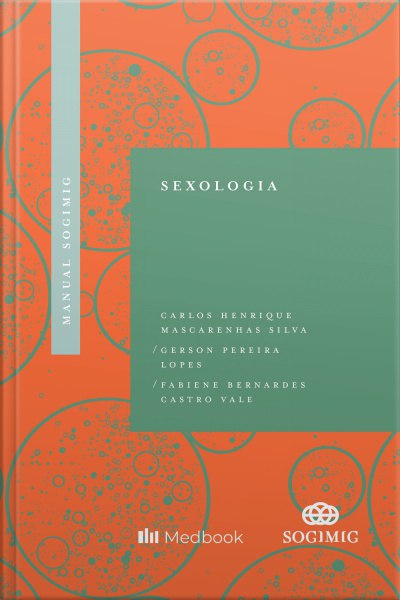 MANUAL SOGIMIG
SEXOLOGIA
CARLOS HENRIQUE
MASCARENHAS SILVA
/GERSON PEREIRA
LOPES
/FABIENE BERNARDES
CASTRO VALE
Medbook
SOGIMIG